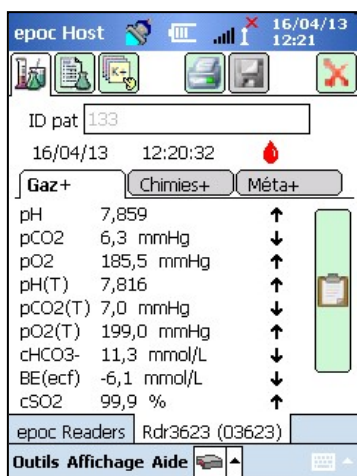 epoc Host 16/04/13 12:21
K+
ID pat 133
16/04/13 12:20:32
Gaz+ Chimies+ Méta+
pH 7,859 ↑
pCO2 6,3 mmHg ↓
pO2 185,5 mmHg ↑
pH(T) 7,816 ↑
pCO2(T) 7,0 mmHg ↓
pO2(T) 199,0 mmHg ↑
cHCO3- 11,3 mmol/L ↓
BE(ecf) -6,1 mmol/L ↓
cSO2 99,9 % ↑
epoc Readers Rdr3623 (03623)
Outils Affichage Aide